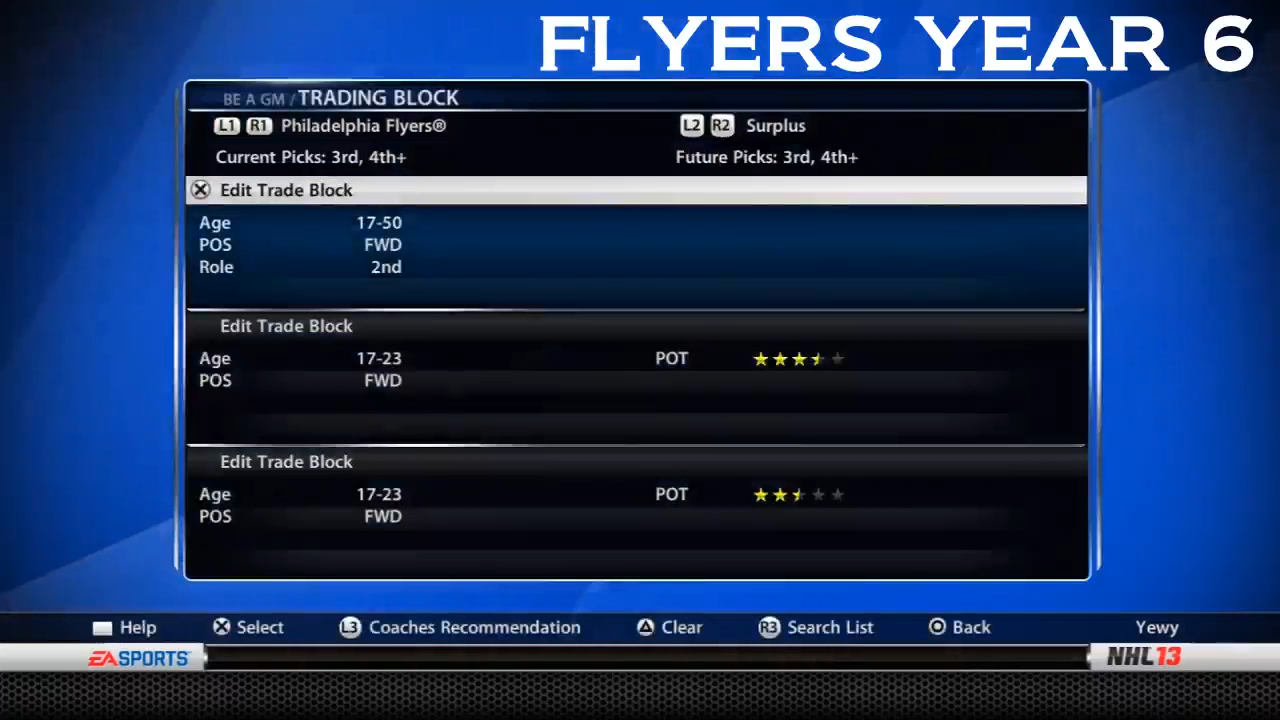 FLYERS YEAR 6
BE A GM / TRADING BLOCK
L1 R1 Philadelphia Flyers® L2 R2 Surplus
Current Picks: 3rd, 4th+ Future Picks: 3rd, 4th+
Edit Trade Block
Age 17-50
POS FWD
Role 2nd
Edit Trade Block
Age 17-23 POT
POS FWD
Edit Trade Block
Age 17-23 POT
POS FWD
Help Select L3 Coaches Recommendation Clear R3 Search List Back Yewy
EA SPORTS NHL 13